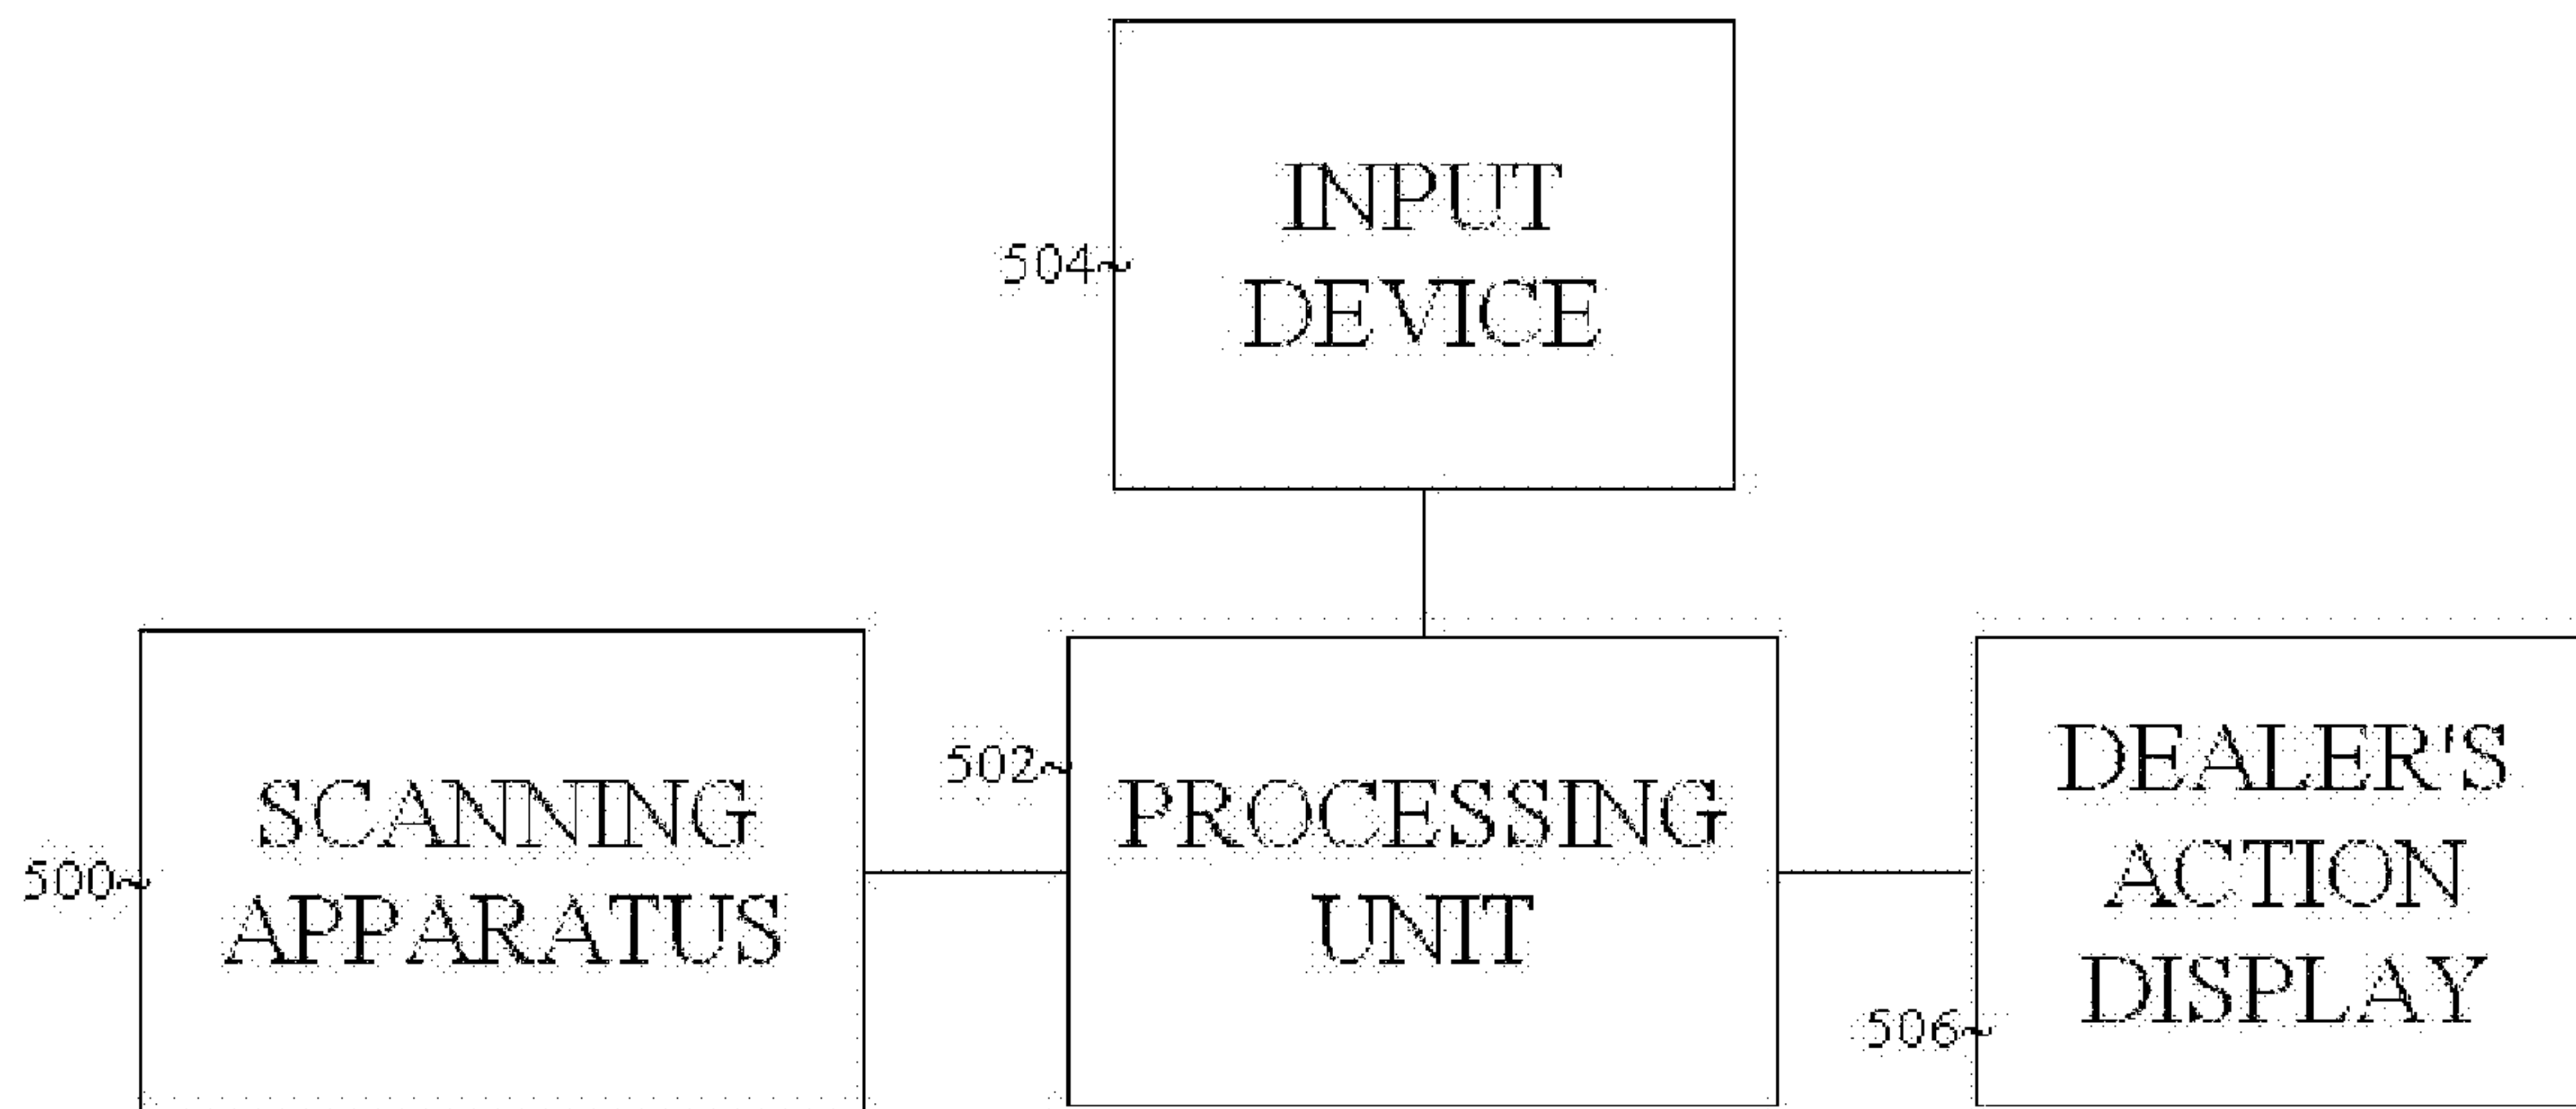 INPUT
504~
DEVICE
SCANNING
APPARATUS
500~
502~
PROCESSING
UNIT
DEALER'S
ACTION
DISPLAY
506~